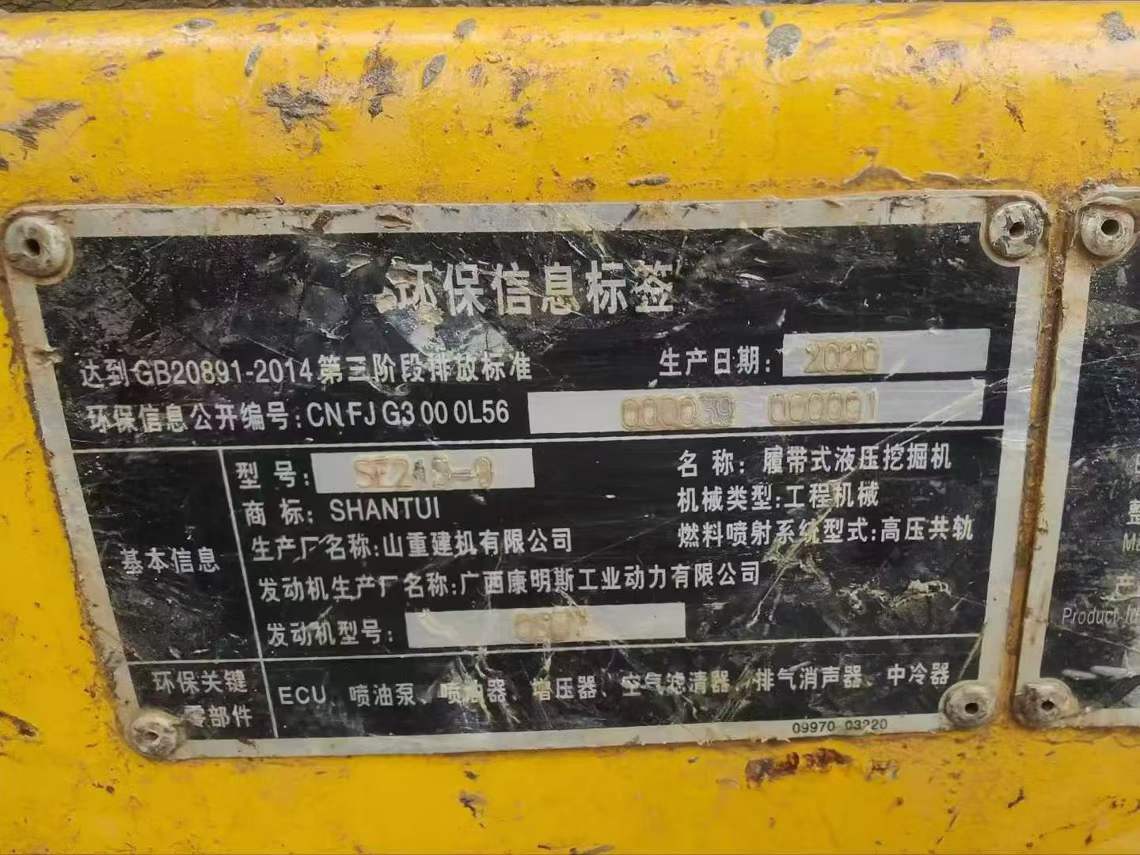 环保信息标签
达到GB20891-2014第三阶段排放标准 生产日期: 2020
环保信息公开编号:CN FJ G3 00 0L56 000039 000001
基本信息
型号:
商标: SHANTUI
生产厂名称:山重建机有限公司
发动机生产厂名称:广西康明斯工业动力有限公司
发动机型号:
名称: 履带式液压挖掘机
机械类型:工程机械
燃料喷射系统型式:高压共轨
环保关键
零部件
ECU、喷油泵、喷油器、增压器、空气滤清器、排气消声器、中冷器
09970 03220
Product